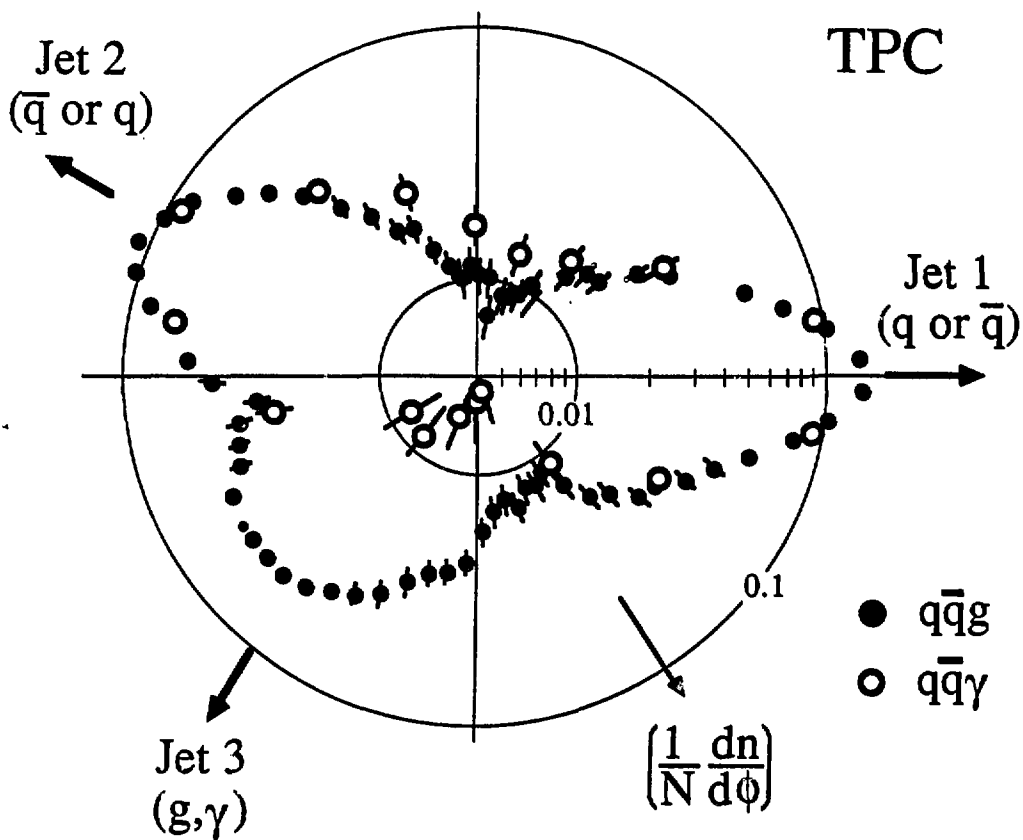 TPC
Jet 2
(q̅ or q)
Jet 1
(q or q̅)
0.01
0.1
qq̅g
qq̅γ
Jet 3
(g,γ)
(1/N dn/dϕ)